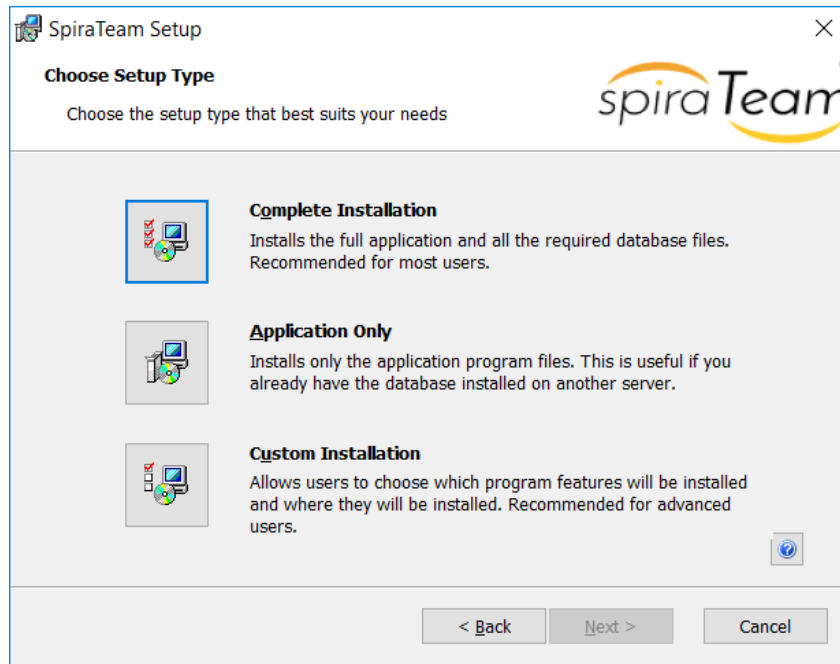 SpiraTeam Setup
Choose Setup Type
Choose the setup type that best suits your needs
spiraTeam
Complete Installation
Installs the full application and all the required database files.
Recommended for most users.
Application Only
Installs only the application program files. This is useful if you
already have the database installed on another server.
Custom Installation
Allows users to choose which program features will be installed
and where they will be installed. Recommended for advanced
users.
?
< Back
Next >
Cancel